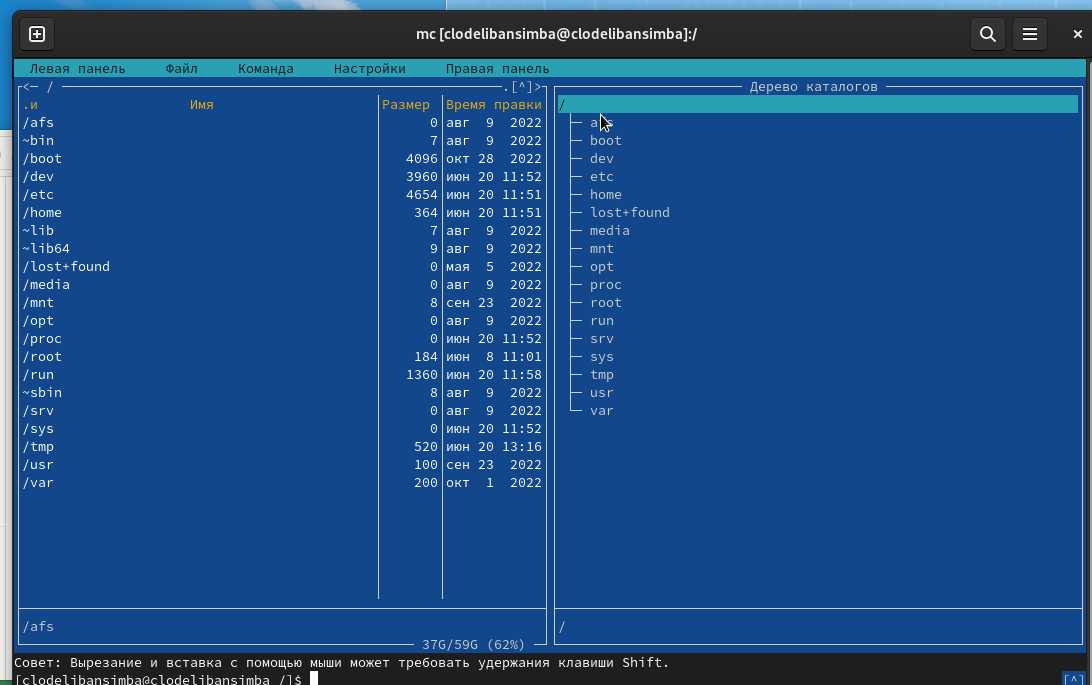 mc [clodelibansimba@clodelibansimba]:/
Левая панель Файл Команда Настройки Правая панель
<─ / .[^]>
.и Имя Размер Время правки
/afs 0 авг 9 2022
~bin 7 авг 9 2022
/boot 4096 окт 28 2022
/dev 3960 июн 20 11:52
/etc 4654 июн 20 11:51
/home 364 июн 20 11:51
~lib 7 авг 9 2022
~lib64 9 авг 9 2022
/lost+found 0 мая 5 2022
/media 0 авг 9 2022
/mnt 8 сен 23 2022
/opt 0 авг 9 2022
/proc 0 июн 20 11:52
/root 184 июн 8 11:01
/run 1360 июн 20 11:58
~sbin 8 авг 9 2022
/srv 0 авг 9 2022
/sys 0 июн 20 11:52
/tmp 520 июн 20 13:16
/usr 100 сен 23 2022
/var 200 окт 1 2022
/afs
37G/59G (62%)
Дерево каталогов
/
afs
boot
dev
etc
home
lost+found
media
mnt
opt
proc
root
run
srv
sys
tmp
usr
var
/
Совет: Вырезание и вставка с помощью мыши может требовать удержания клавиши Shift.
[clodelibansimba@clodelibansimba /]$ [^]